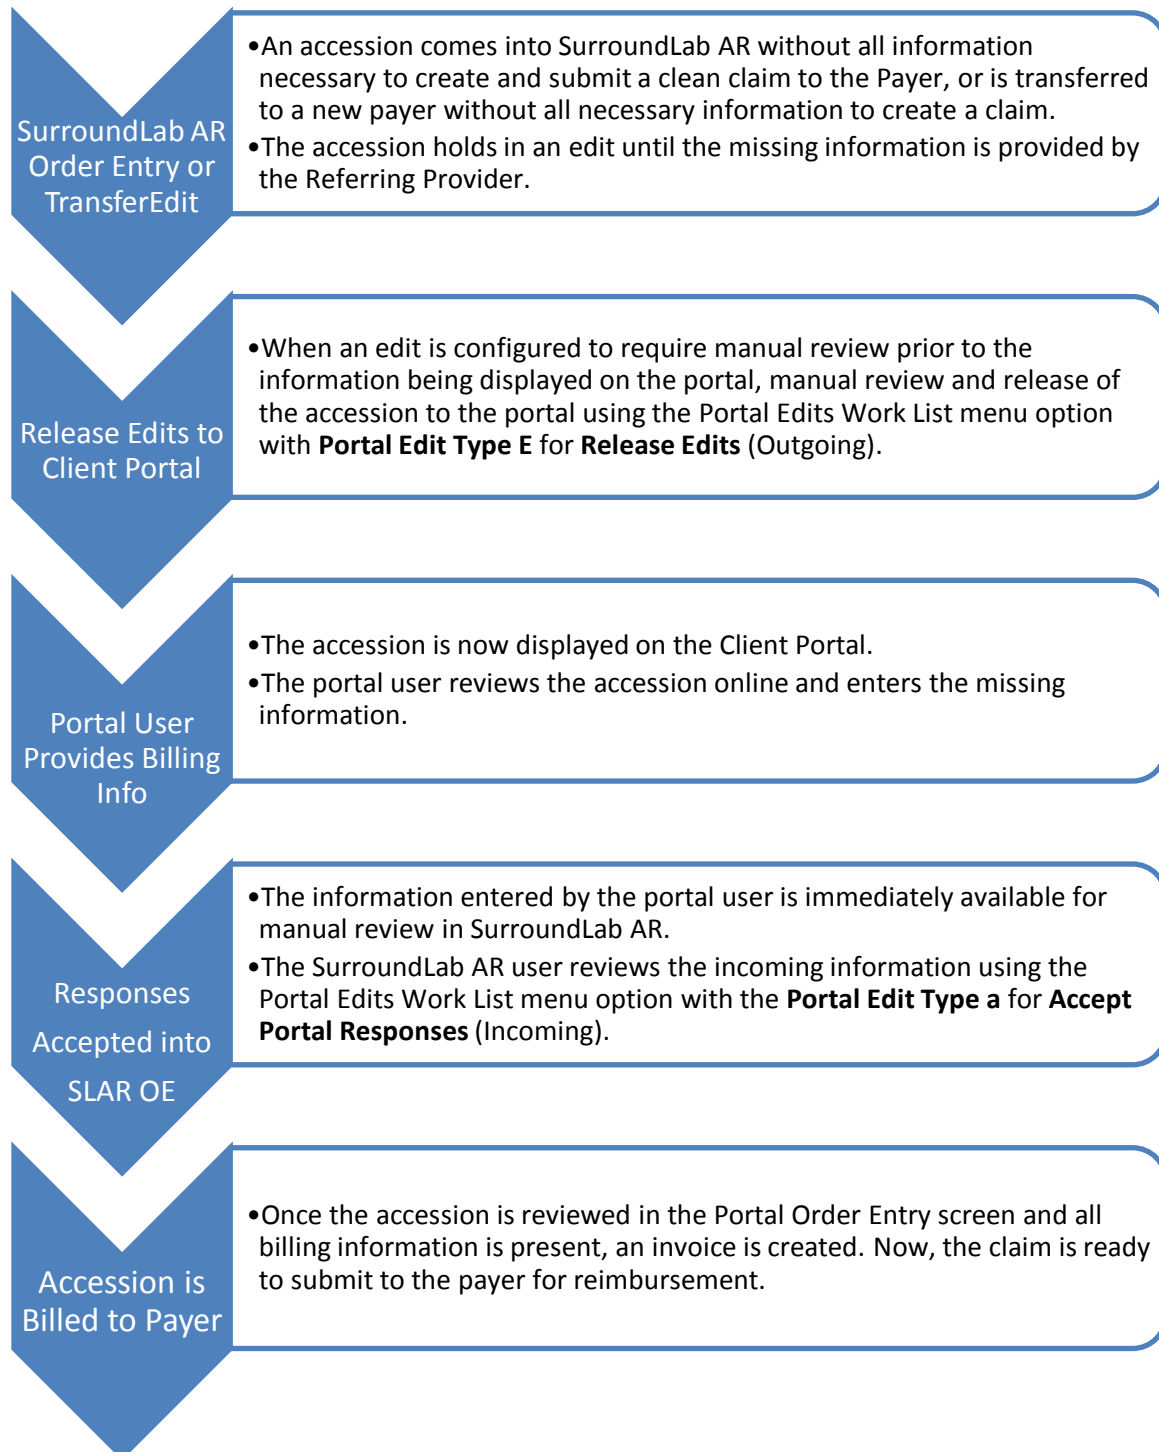 SurroundLab AR
Order Entry or
TransferEdit
•An accession comes into SurroundLab AR without all information
necessary to create and submit a clean claim to the Payer, or is transferred
to a new payer without all necessary information to create a claim.
•The accession holds in an edit until the missing information is provided by
the Referring Provider.
Release Edits to
Client Portal
•When an edit is configured to require manual review prior to the
information being displayed on the portal, manual review and release of
the accession to the portal using the Portal Edits Work List menu option
with Portal Edit Type E for Release Edits (Outgoing).
Portal User
Provides Billing
Info
•The accession is now displayed on the Client Portal.
•The portal user reviews the accession online and enters the missing
information.
Responses
Accepted into
SLAR OE
•The information entered by the portal user is immediately available for
manual review in SurroundLab AR.
•The SurroundLab AR user reviews the incoming information using the
Portal Edits Work List menu option with the Portal Edit Type a for Accept
Portal Responses (Incoming).
Accession is
Billed to Payer
•Once the accession is reviewed in the Portal Order Entry screen and all
billing information is present, an invoice is created. Now, the claim is ready
to submit to the payer for reimbursement.